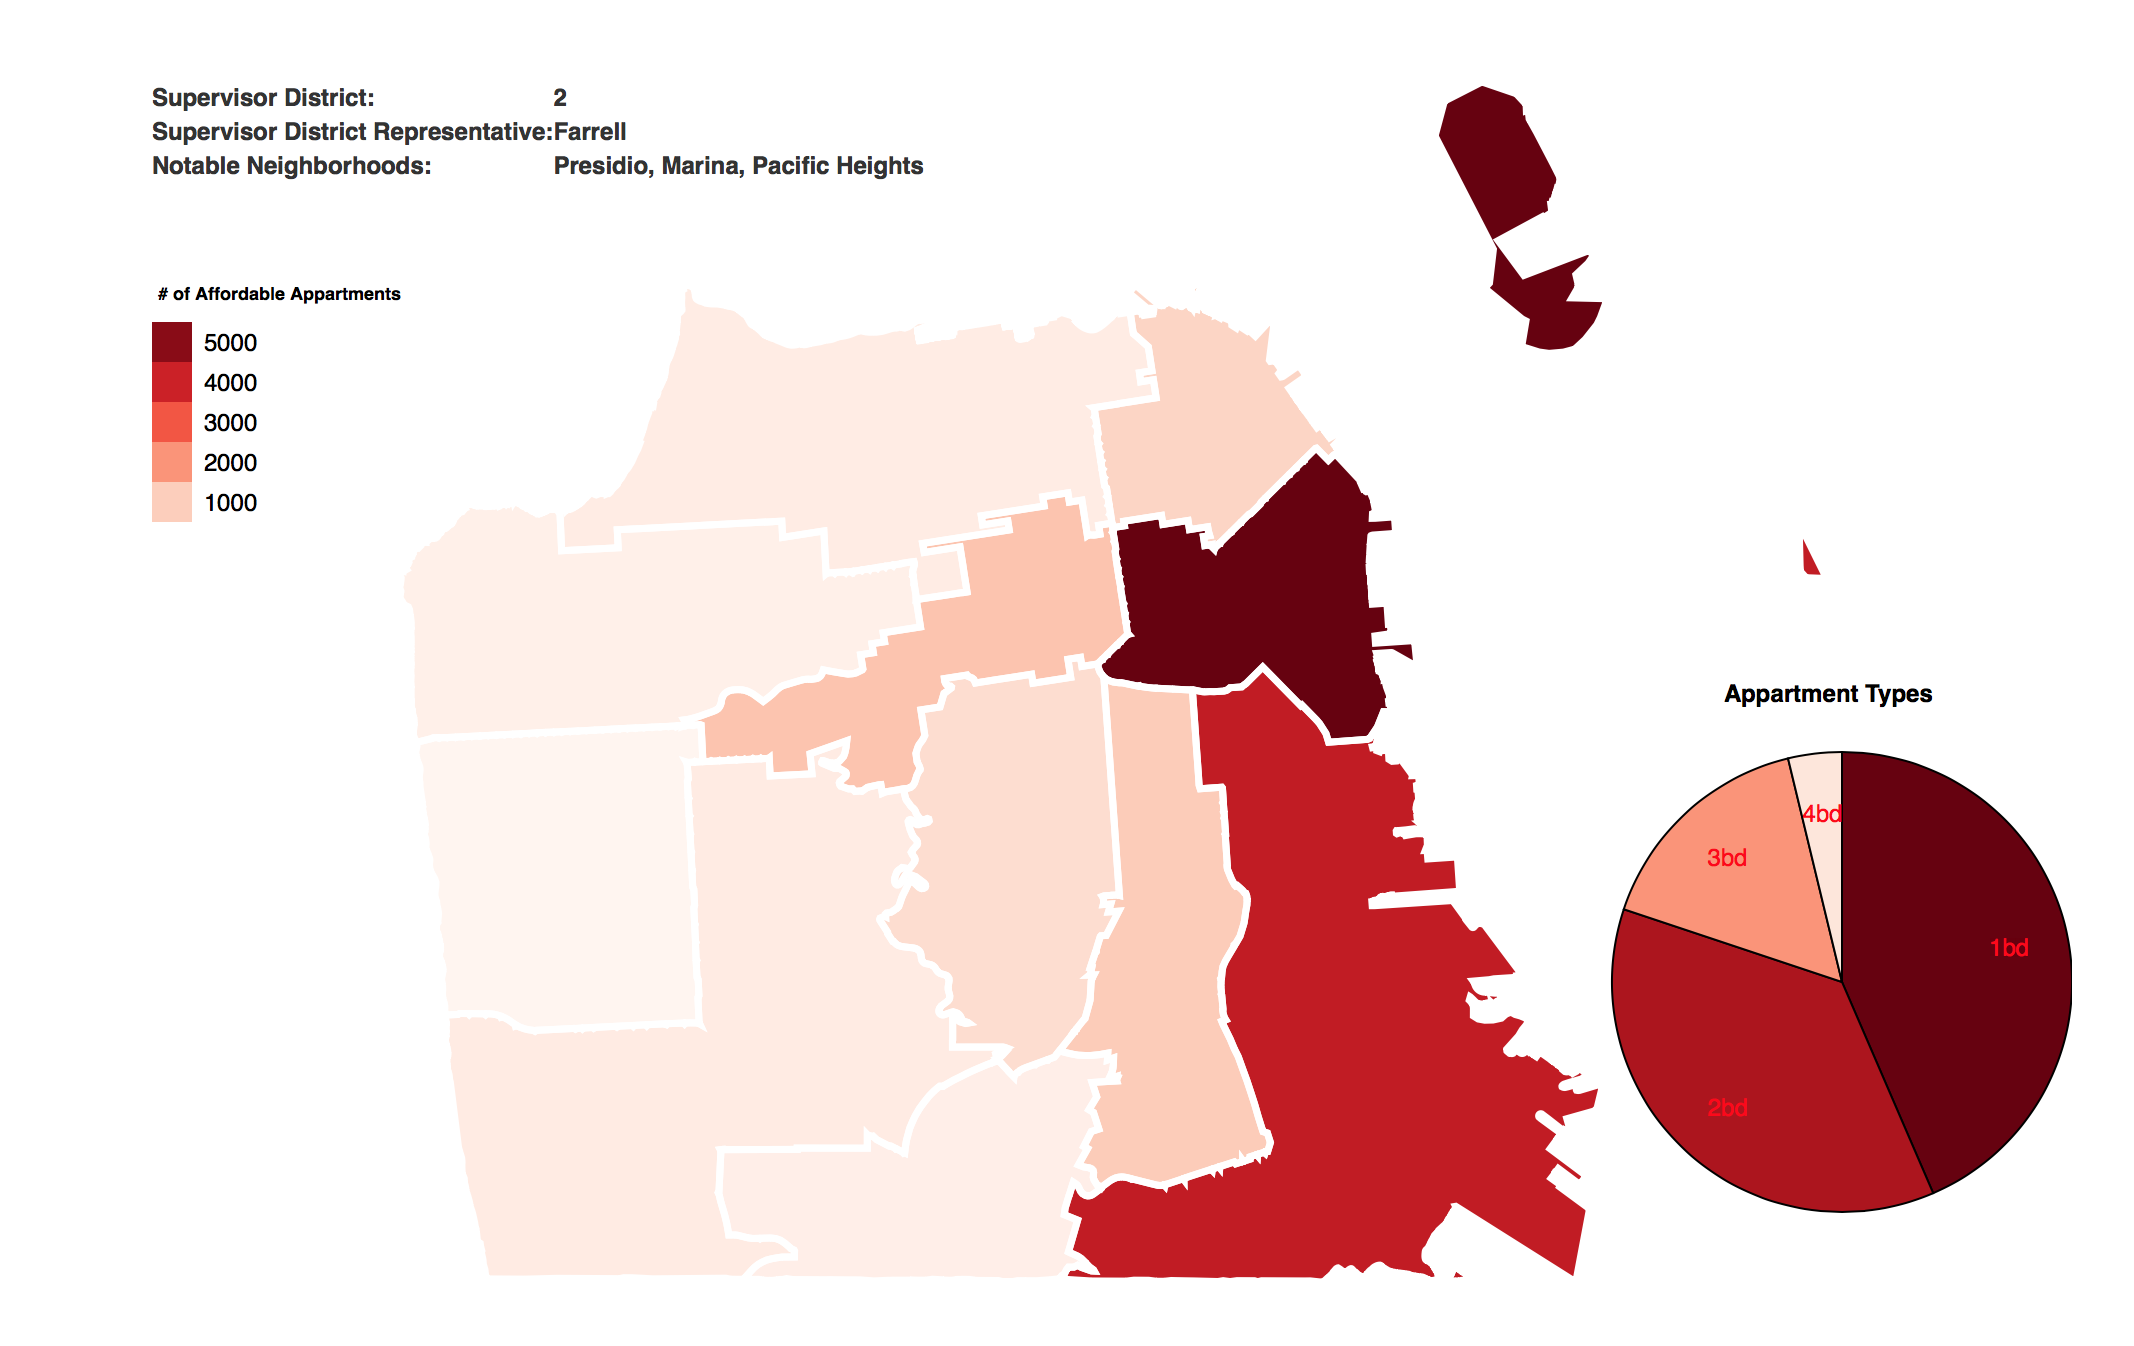 Supervisor District: 2
Supervisor District Representative:Farrell
Notable Neighborhoods: Presidio, Marina, Pacific Heights
# of Affordable Appartments
5000
4000
3000
2000
1000
Appartment Types
4bd
3bd
1bd
2bd